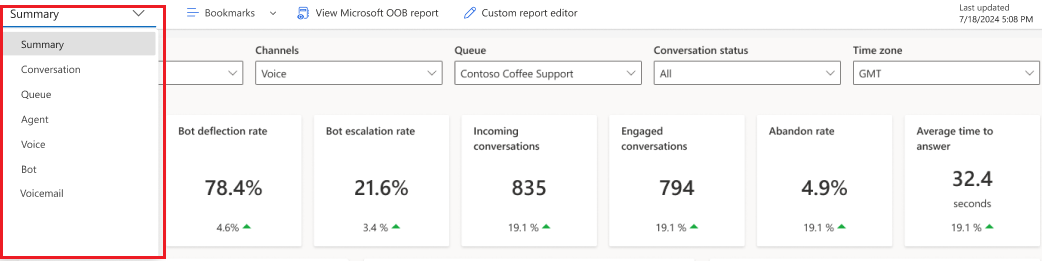 Summary
Bookmarks
View Microsoft OOB report
Custom report editor
Last updated
7/18/2024 5:08 PM
Summary
Conversation
Queue
Agent
Voice
Bot
Voicemail
Channels
Voice
Queue
Contoso Coffee Support
Conversation status
All
Time zone
GMT
Bot deflection rate
78.4%
4.6%
Bot escalation rate
21.6%
3.4 %
Incoming
conversations
835
19.1 %
Engaged
conversations
794
19.1 %
Abandon rate
4.9%
19.1 %
Average time to
answer
32.4
seconds
19.1 %